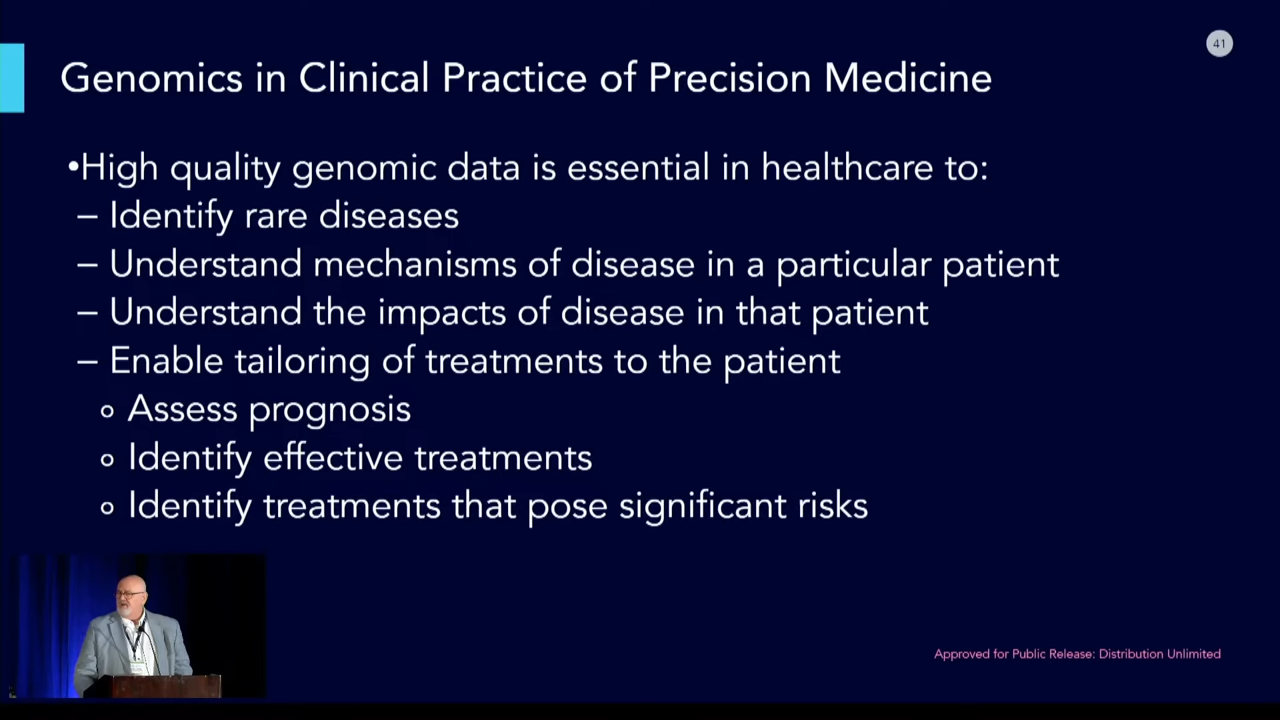 41
Genomics in Clinical Practice of Precision Medicine
•High quality genomic data is essential in healthcare to:
– Identify rare diseases
– Understand mechanisms of disease in a particular patient
– Understand the impacts of disease in that patient
– Enable tailoring of treatments to the patient
o Assess prognosis
o Identify effective treatments
o Identify treatments that pose significant risks
Approved for Public Release: Distribution Unlimited